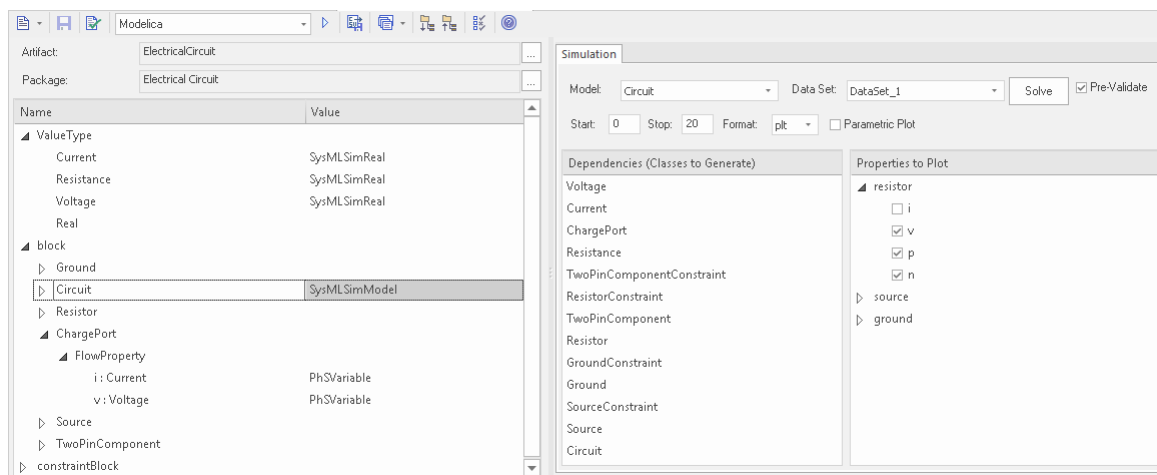 Modelica
Artifact: ElectricalCircuit ...
Package: Electrical Circuit ...
Name Value
ValueType
Current SysMLSimReal
Resistance SysMLSimReal
Voltage SysMLSimReal
Real
block
Ground
Circuit SysMLSimModel
Resistor
ChargePort
FlowProperty
i : Current PhSVariable
v : Voltage PhSVariable
Source
TwoPinComponent
constraintBlock
Simulation
Model: Circuit Data Set: DataSet_1 Solve Pre-Validate
Start: 0 Stop: 20 Format: plt Parametric Plot
Dependencies (Classes to Generate)
Voltage
Current
ChargePort
Resistance
TwoPinComponentConstraint
ResistorConstraint
TwoPinComponent
Resistor
GroundConstraint
Ground
SourceConstraint
Source
Circuit
Properties to Plot
resistor
i
v
p
n
source
ground